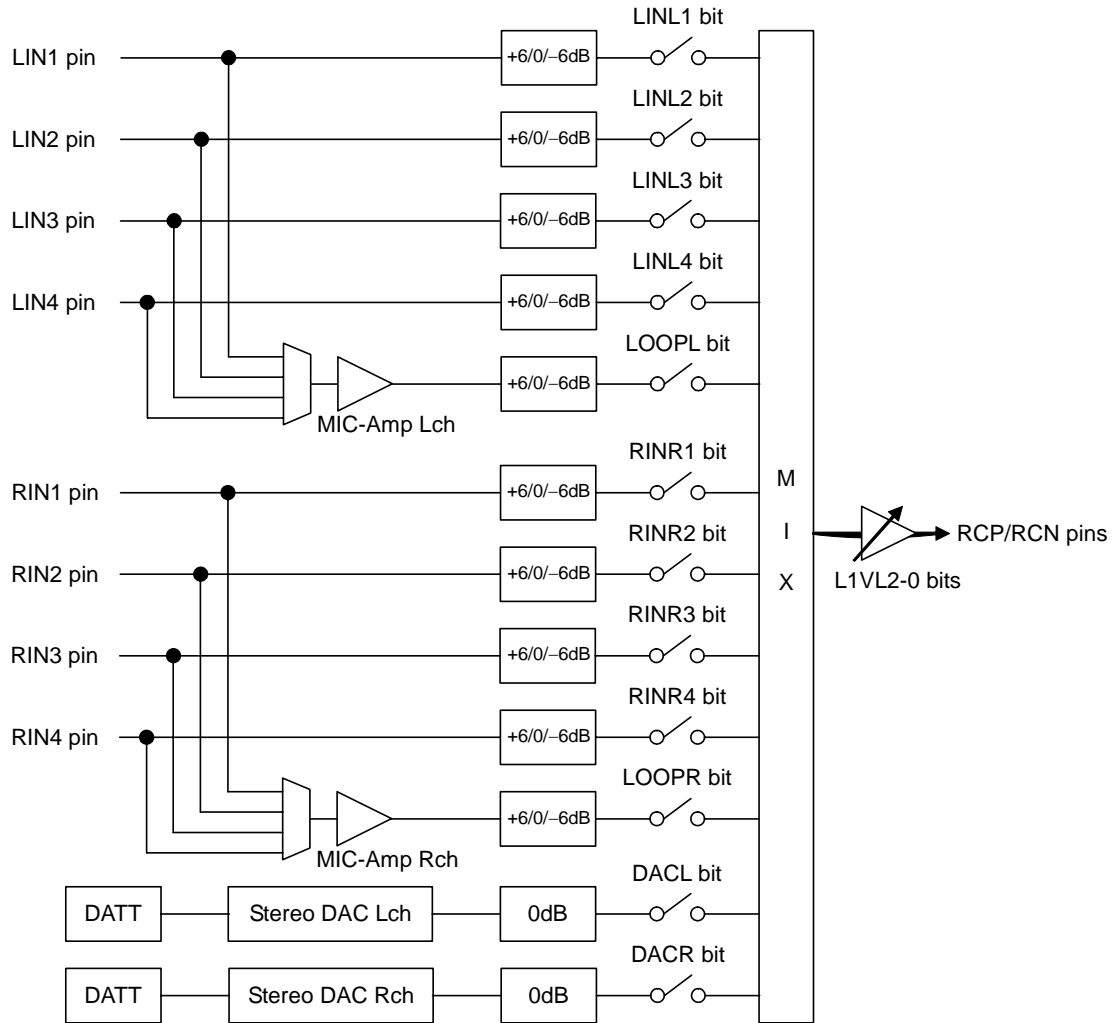 LINL1 bit
LIN1 pin
+6/0/−6dB
LINL2 bit
LIN2 pin
+6/0/−6dB
LINL3 bit
LIN3 pin
+6/0/−6dB
LINL4 bit
LIN4 pin
+6/0/−6dB
LOOPL bit
+6/0/−6dB
MIC-Amp Lch
RINR1 bit
RIN1 pin
+6/0/−6dB
RINR2 bit
RIN2 pin
+6/0/−6dB
RINR3 bit
RIN3 pin
+6/0/−6dB
RINR4 bit
RIN4 pin
+6/0/−6dB
LOOPR bit
+6/0/−6dB
MIC-Amp Rch
DACL bit
DATT
Stereo DAC Lch
0dB
DACR bit
DATT
Stereo DAC Rch
0dB
M
I
X
RCP/RCN pins
L1VL2-0 bits